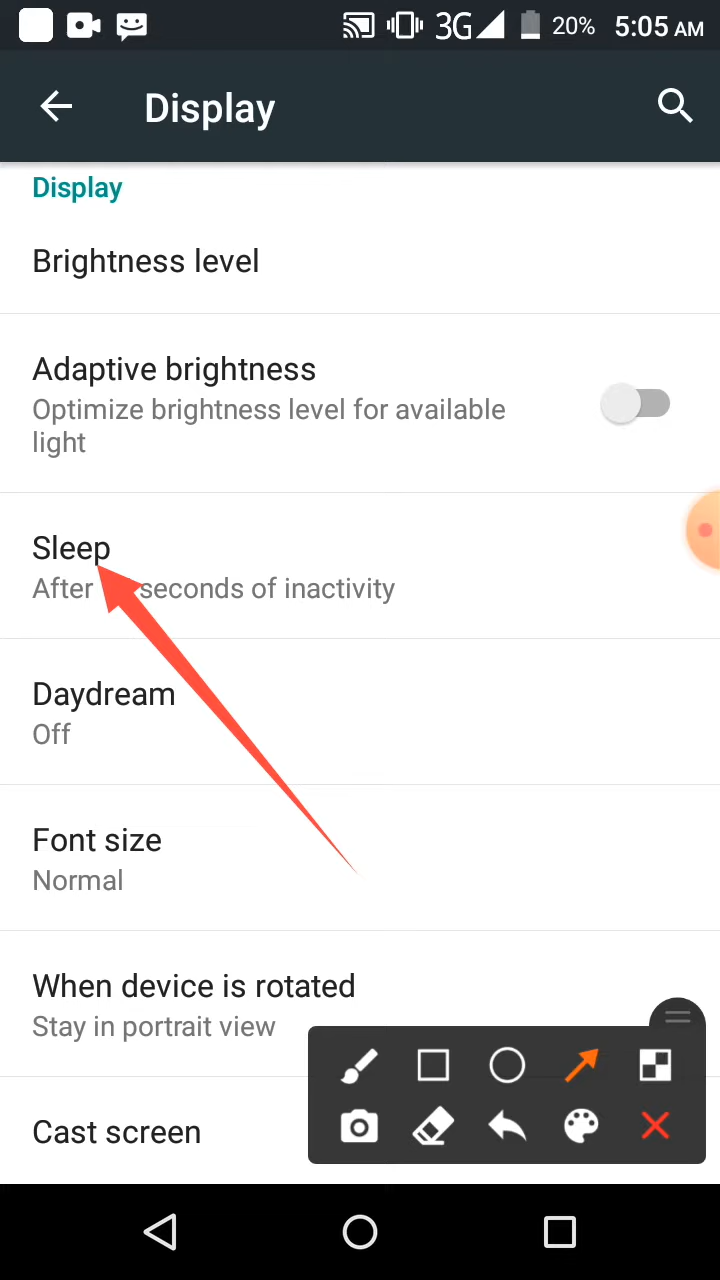 3G 20% 5:05 AM
Display
Display
Brightness level
Adaptive brightness
Optimize brightness level for available
light
Sleep
After seconds of inactivity
Daydream
Off
Font size
Normal
When device is rotated
Stay in portrait view
Cast screen